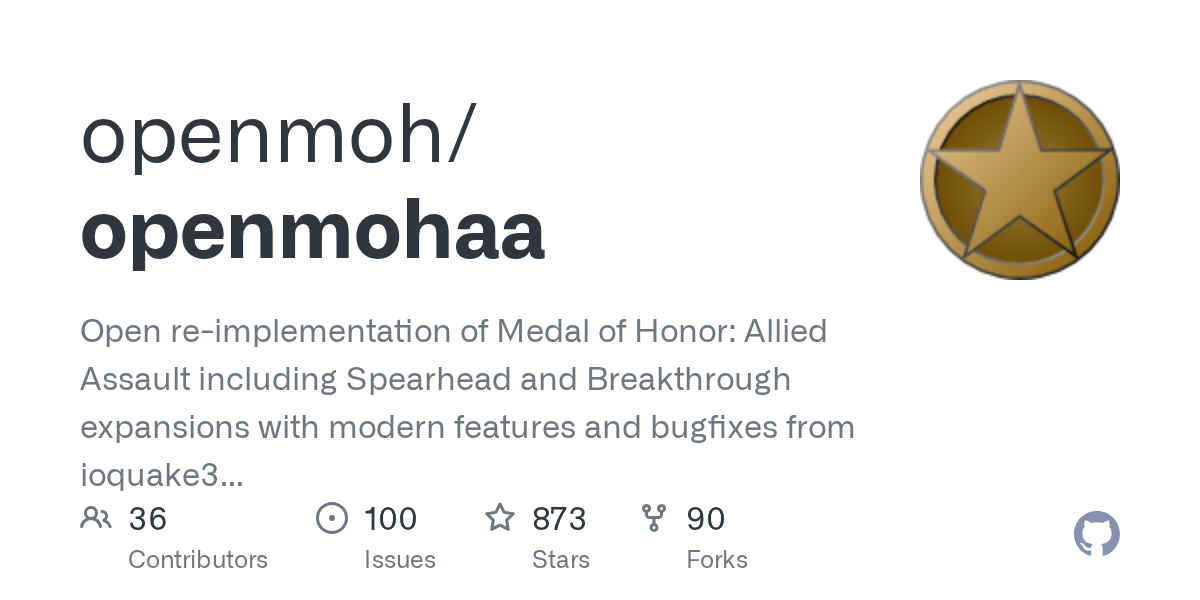 openmoh/
openmohaa
Open re-implementation of Medal of Honor: Allied
Assault including Spearhead and Breakthrough
expansions with modern features and bugfixes from
ioquake3...
36 100 873 90
Contributors Issues Stars Forks